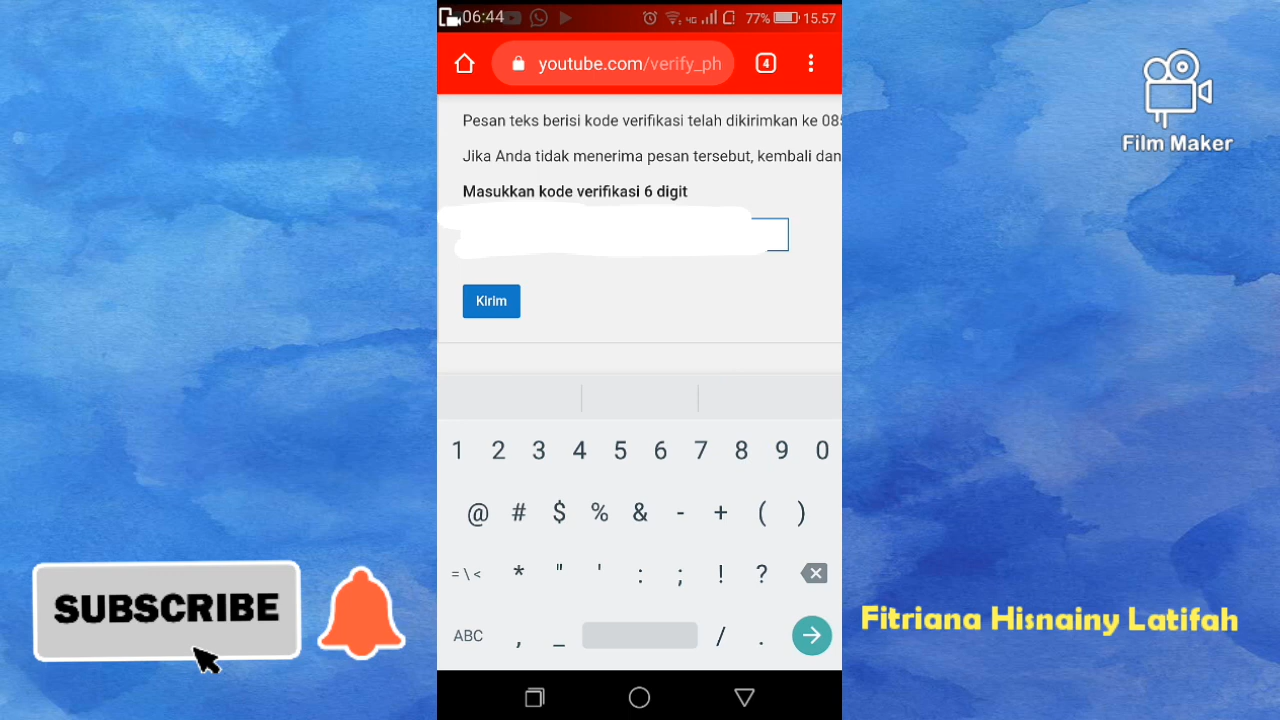 06:44
4G
77%
15.57
youtube.com/verify_ph
4
Pesan teks berisi kode verifikasi telah dikirimkan ke 085
Jika Anda tidak menerima pesan tersebut, kembali dan
Masukkan kode verifikasi 6 digit
Kirim
1 2 3 4 5 6 7 8 9 0
@ # $ % & - + ( )
= \ < * " ' : ; ! ?
ABC , _ / .
Film Maker
SUBSCRIBE
Fitriana Hisnainy Latifah